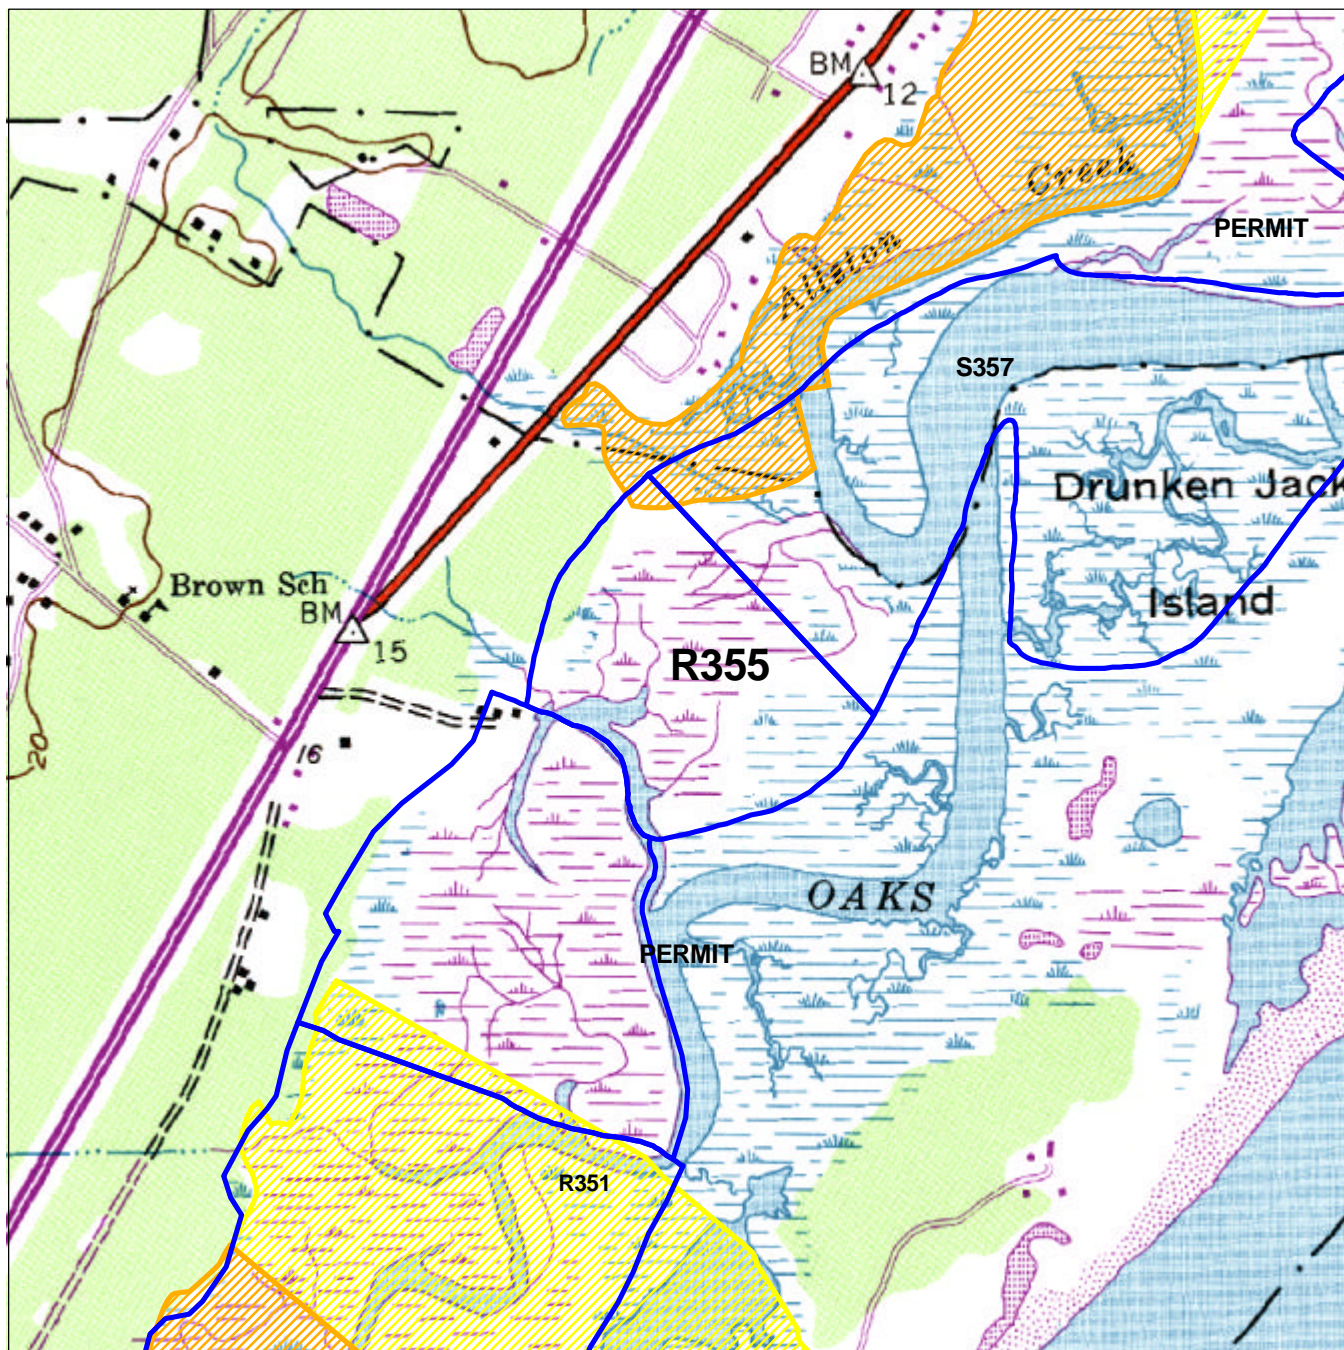 BM
12
Creek
Allston
PERMIT
S357
Drunken Jack
Island
Brown Sch
BM
15
R355
20
16
OAKS
PERMIT
R351